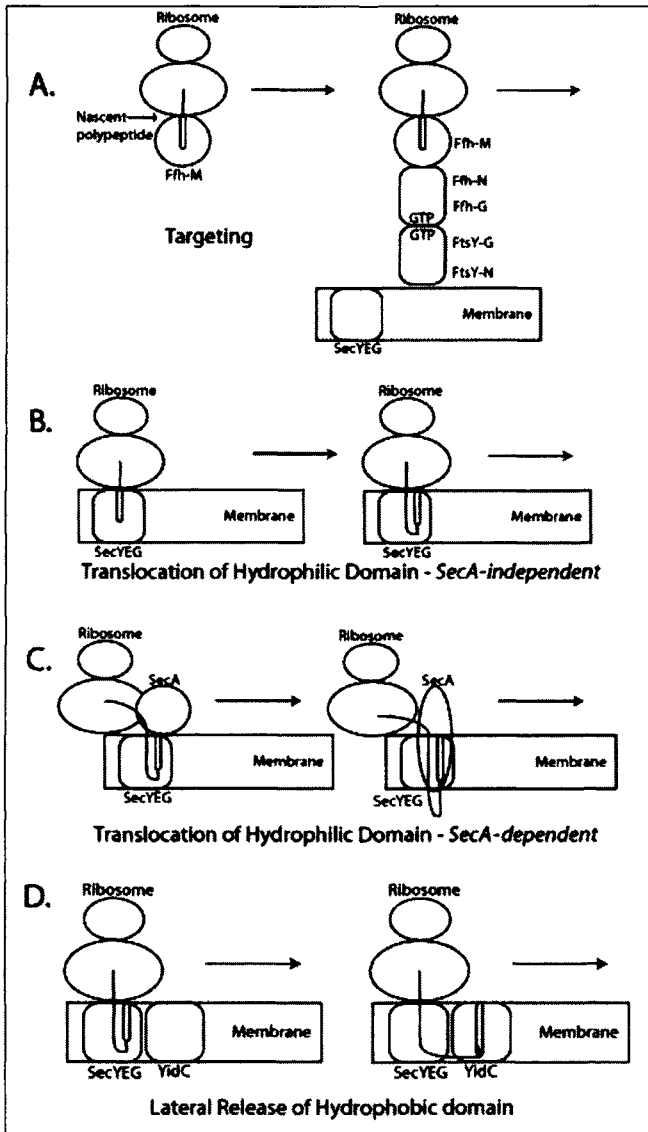 A.
Ribosome
Ribosome
Nascent
polypeptide
Ffh-M
Ffh-M
Ffh-N
Ffh-G
GTP
GTP
FtsY-G
FtsY-N
Targeting
Membrane
SecYEG
B.
Ribosome
Ribosome
Membrane
Membrane
SecYEG
SecYEG
Translocation of Hydrophilic Domain - SecA-independent
C.
Ribosome
Ribosome
SecA
SecA
Membrane
Membrane
SecYEG
SecYEG
Translocation of Hydrophilic Domain - SecA-dependent
D.
Ribosome
Ribosome
Membrane
Membrane
SecYEG
YidC
SecYEG
YidC
Lateral Release of Hydrophobic domain